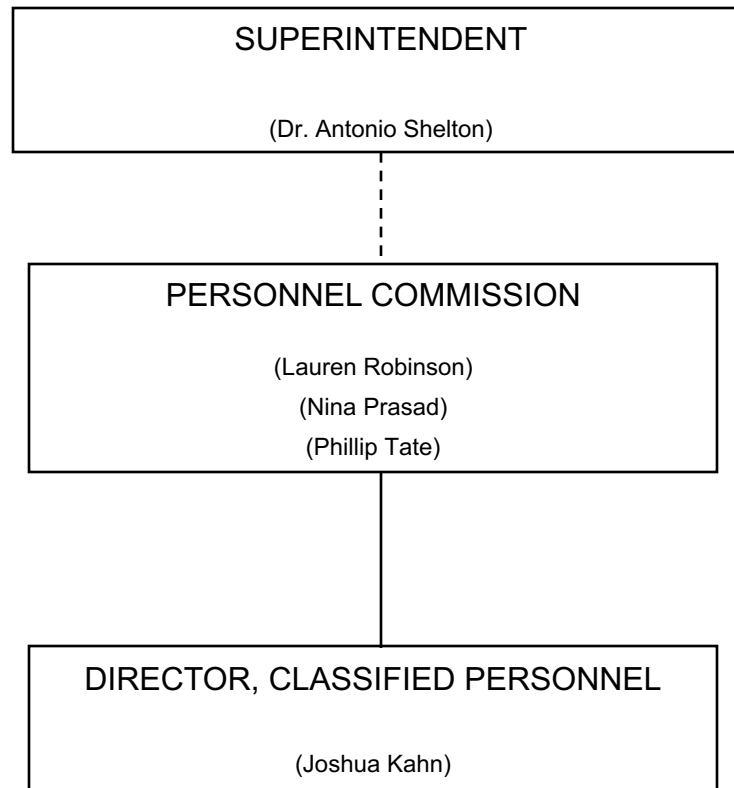 SUPERINTENDENT
(Dr. Antonio Shelton)
PERSONNEL COMMISSION
(Lauren Robinson)
(Nina Prasad)
(Phillip Tate)
DIRECTOR, CLASSIFIED PERSONNEL
(Joshua Kahn)